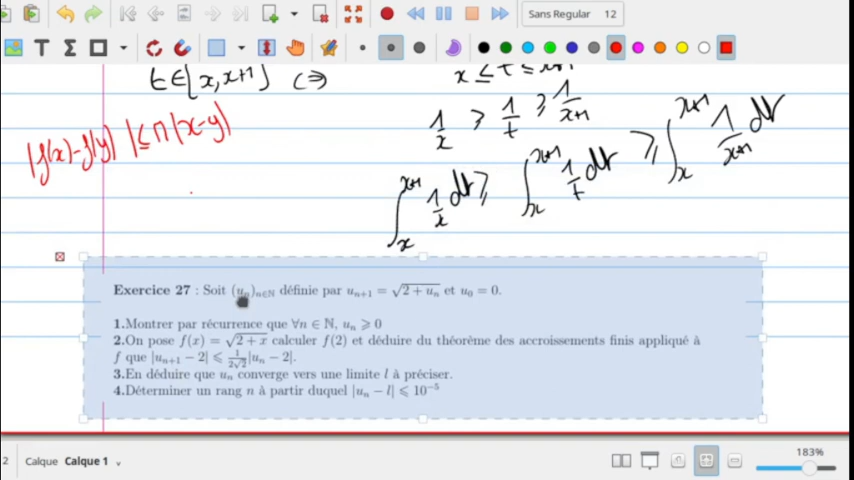 Sans Regular 12
t ∈ [x, x+1] ⇔ x ≤ t ≤ x+1
1/x ≥ 1/t ≥ 1/(x+1)
|f(x)-f(y)| ≤ M|x-y|
∫_x^{x+1} 1/x dt ≥ ∫_x^{x+1} 1/t dt ≥ ∫_x^{x+1} 1/(x+1) dt
Exercice 27 : Soit (uₙ)ₙ∈ℕ définie par uₙ₊₁ = √(2 + uₙ) et u₀ = 0.
1.Montrer par récurrence que ∀n ∈ ℕ, uₙ ⩾ 0
2.On pose f(x) = √(2 + x) calculer f(2) et déduire du théorème des accroissements finis appliqué à
f que |uₙ₊₁ − 2| ⩽ 1/(2√2) |uₙ − 2|.
3.En déduire que uₙ converge vers une limite l à préciser.
4.Déterminer un rang n à partir duquel |uₙ − l| ⩽ 10⁻⁵
2 Calque Calque 1 183%